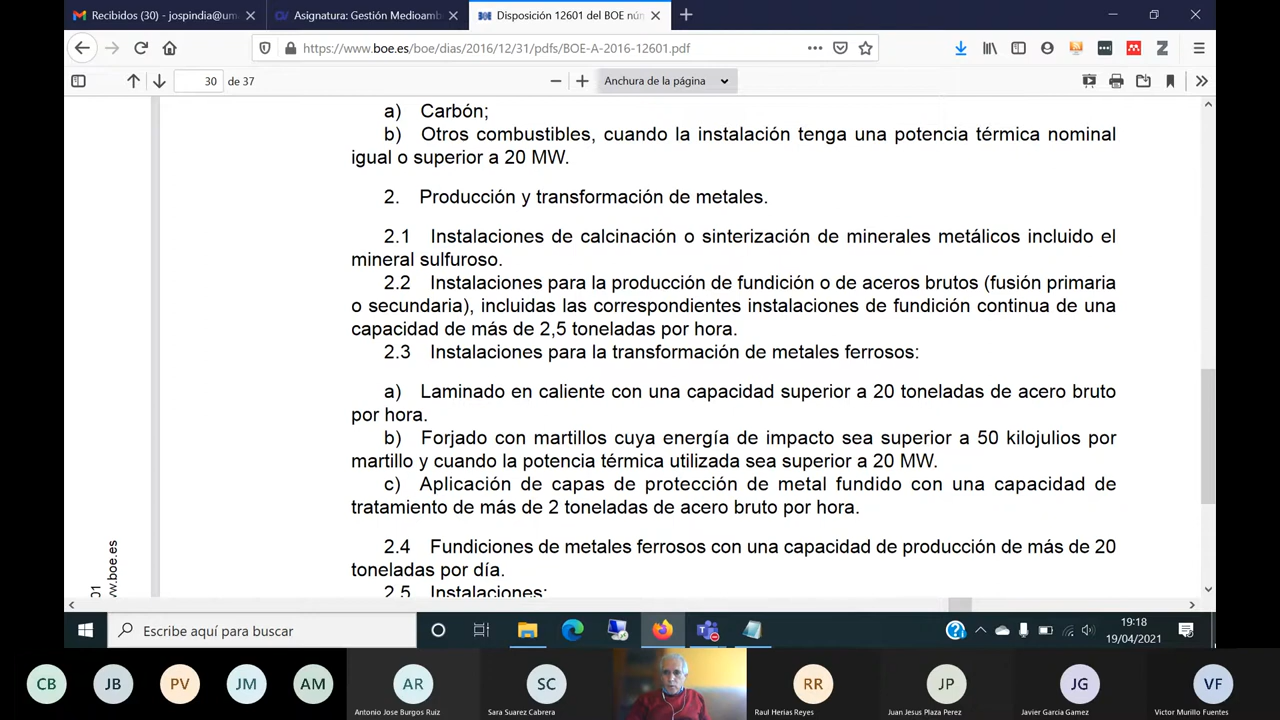 Recibidos (30) - jospindia@um
Asignatura: Gestión Medioamb
Disposición 12601 del BOE nún
https://www.boe.es/boe/dias/2016/12/31/pdfs/BOE-A-2016-12601.pdf
30 de 37
Anchura de la página
a) Carbón;
b) Otros combustibles, cuando la instalación tenga una potencia térmica nominal
igual o superior a 20 MW.
2. Producción y transformación de metales.
2.1 Instalaciones de calcinación o sinterización de minerales metálicos incluido el
mineral sulfuroso.
2.2 Instalaciones para la producción de fundición o de aceros brutos (fusión primaria
o secundaria), incluidas las correspondientes instalaciones de fundición continua de una
capacidad de más de 2,5 toneladas por hora.
2.3 Instalaciones para la transformación de metales ferrosos:
a) Laminado en caliente con una capacidad superior a 20 toneladas de acero bruto
por hora.
b) Forjado con martillos cuya energía de impacto sea superior a 50 kilojulios por
martillo y cuando la potencia térmica utilizada sea superior a 20 MW.
c) Aplicación de capas de protección de metal fundido con una capacidad de
tratamiento de más de 2 toneladas de acero bruto por hora.
2.4 Fundiciones de metales ferrosos con una capacidad de producción de más de 20
toneladas por día.
2.5 Instalaciones:
01
w.boe.es
Escribe aquí para buscar
19:18
19/04/2021
CB
JB
PV
JM
AM
AR
SC
RR
JP
JG
VF
Antonio Jose Burgos Ruiz
Sara Suarez Cabrera
Raul Herias Reyes
Juan Jesus Plaza Perez
Javier Garcia Gamez
Victor Murillo Fuentes